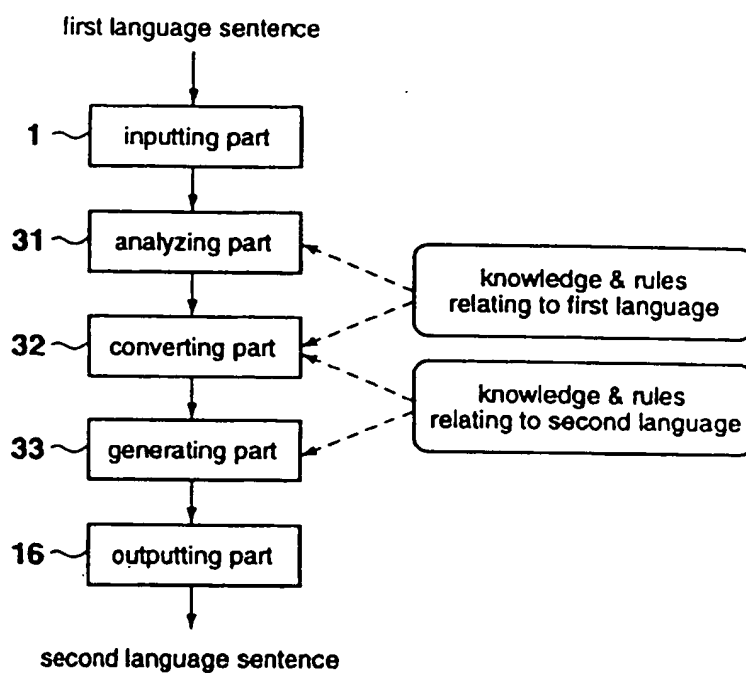 first language sentence
1
inputting part
31
analyzing part
knowledge & rules
relating to first language
32
converting part
knowledge & rules
relating to second language
33
generating part
16
outputting part
second language sentence